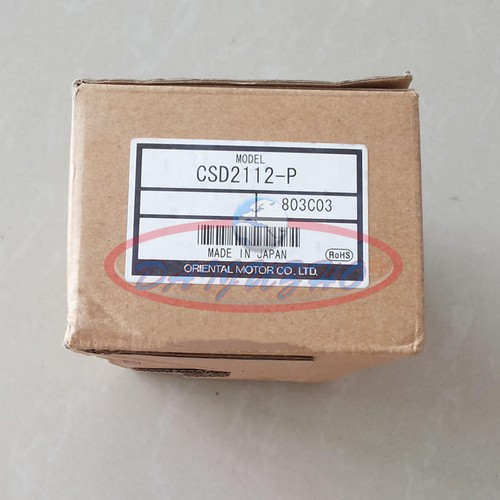 MODEL
CSD2112-P
803C03
MADE IN JAPAN
RoHS
ORIENTAL MOTOR CO., LTD.